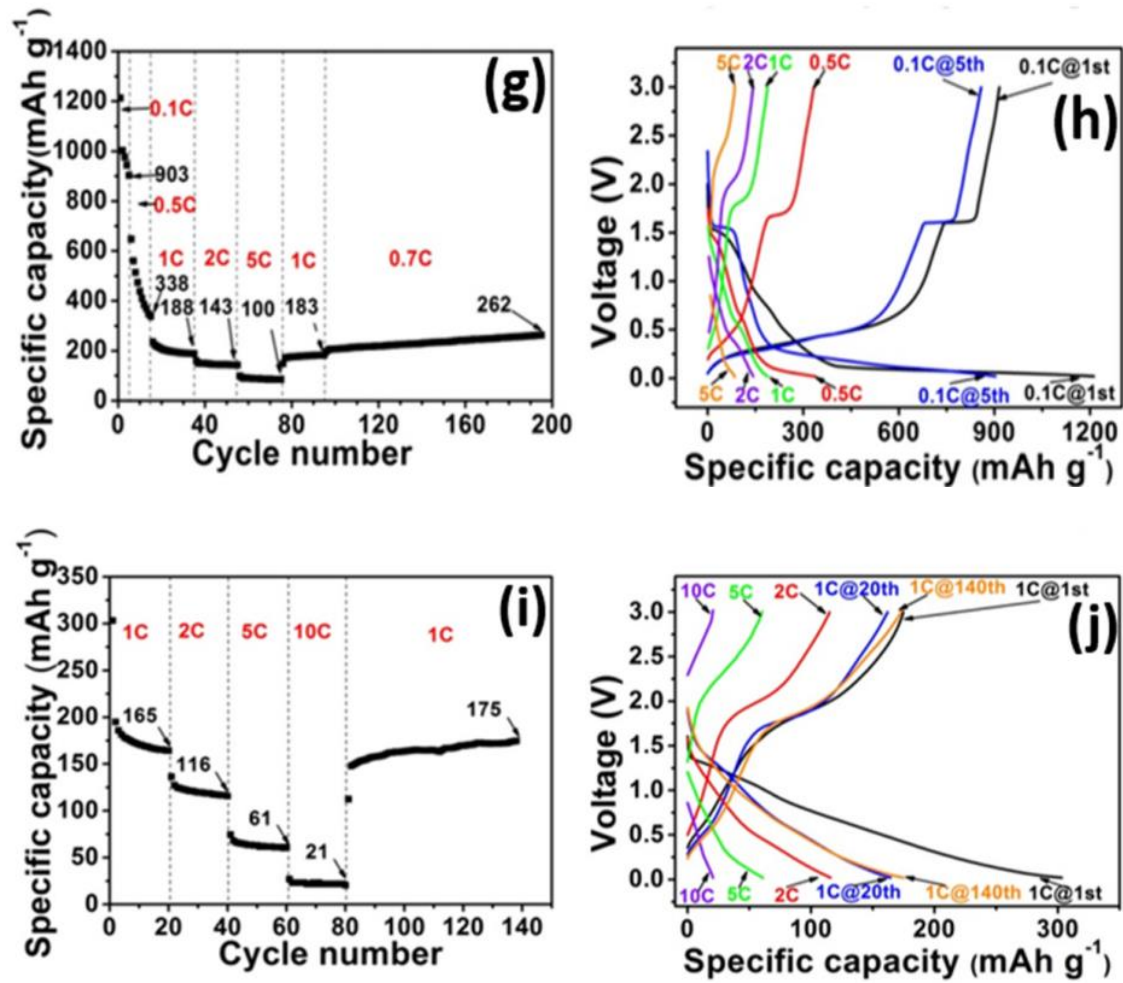 (g)
Specific capacity(mAh g-1)
1400
1200
1000
800
600
400
200
0
0.1C
903
0.5C
1C 2C 5C 1C 0.7C
338
188 143 100 183 262
0 40 80 120 160 200
Cycle number
(h)
Voltage (V)
3.0
2.5
2.0
1.5
1.0
0.5
0.0
5C 2C 1C 0.5C 0.1C@5th 0.1C@1st
5C 2C 1C 0.5C 0.1C@5th 0.1C@1st
0 300 600 900 1200
Specific capacity (mAh g-1)
(i)
Specific capacity (mAh g-1)
350
300
250
200
150
100
50
0
1C 2C 5C 10C 1C
165 116 61 21 175
0 20 40 60 80 100 120 140
Cycle number
(j)
Voltage (V)
3.0
2.5
2.0
1.5
1.0
0.5
0.0
10C 5C 2C 1C@20th 1C@140th 1C@1st
10C 5C 2C 1C@20th 1C@140th 1C@1st
0 100 200 300
Specific capacity (mAh g-1)